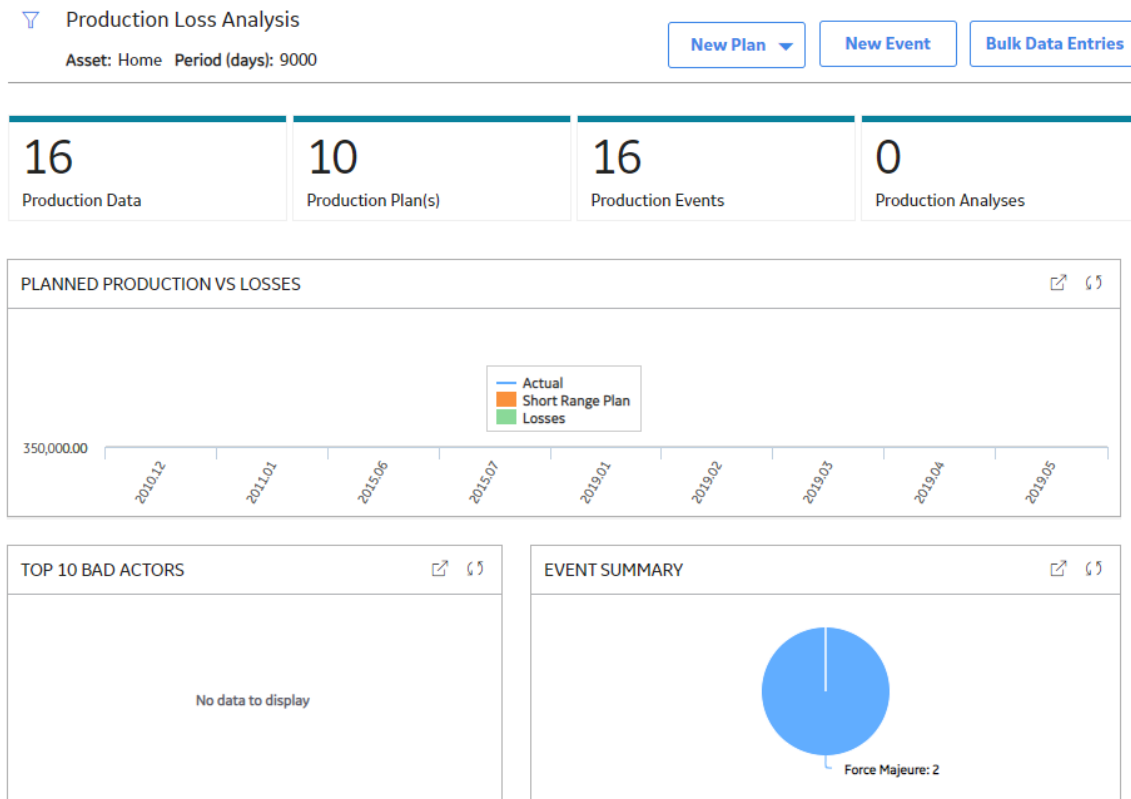 Production Loss Analysis
Asset: Home Period (days): 9000
New Plan
New Event
Bulk Data Entries
16
Production Data
10
Production Plan(s)
16
Production Events
0
Production Analyses
PLANNED PRODUCTION VS LOSSES
Actual
Short Range Plan
Losses
350,000.00
2010.12
2011.01
2015.06
2015.07
2019.01
2019.02
2019.03
2019.04
2019.05
TOP 10 BAD ACTORS
No data to display
EVENT SUMMARY
Force Majeure: 2